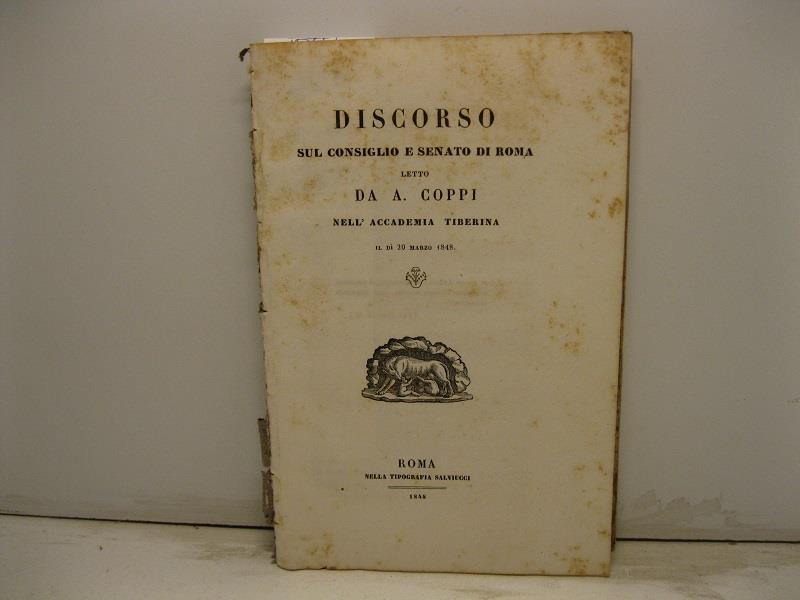 DISCORSO
SUL CONSIGLIO E SENATO DI ROMA
LETTO
DA A. COPPI
NELL' ACCADEMIA TIBERINA
IL DÌ 20 MARZO 1848.
ROMA
NELLA TIPOGRAFIA SALVIUCCI
1848